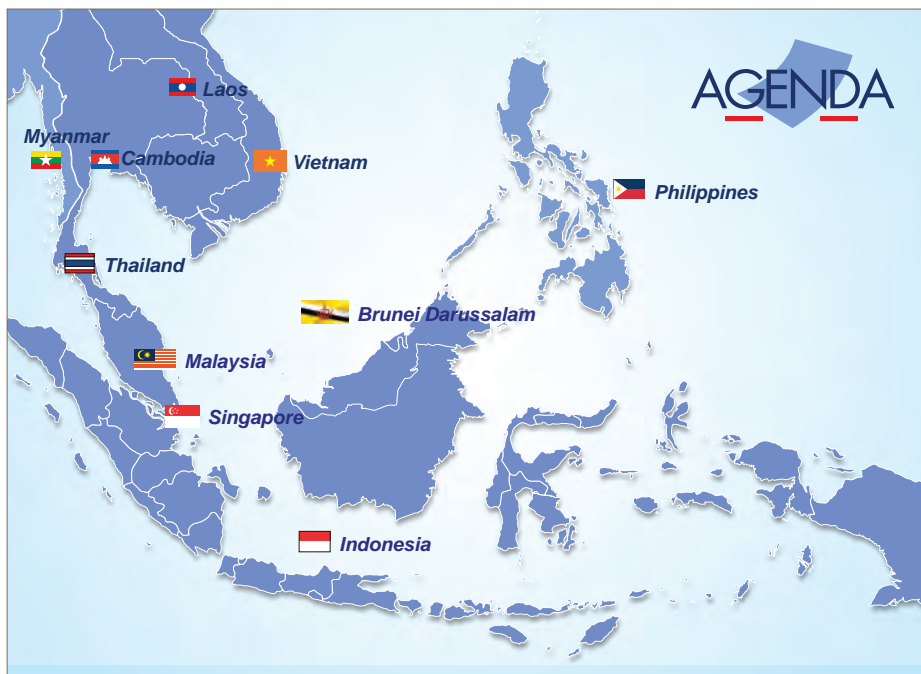 AGENDA
Laos
Myanmar
Cambodia
Vietnam
Philippines
Thailand
Brunei Darussalam
Malaysia
Singapore
Indonesia